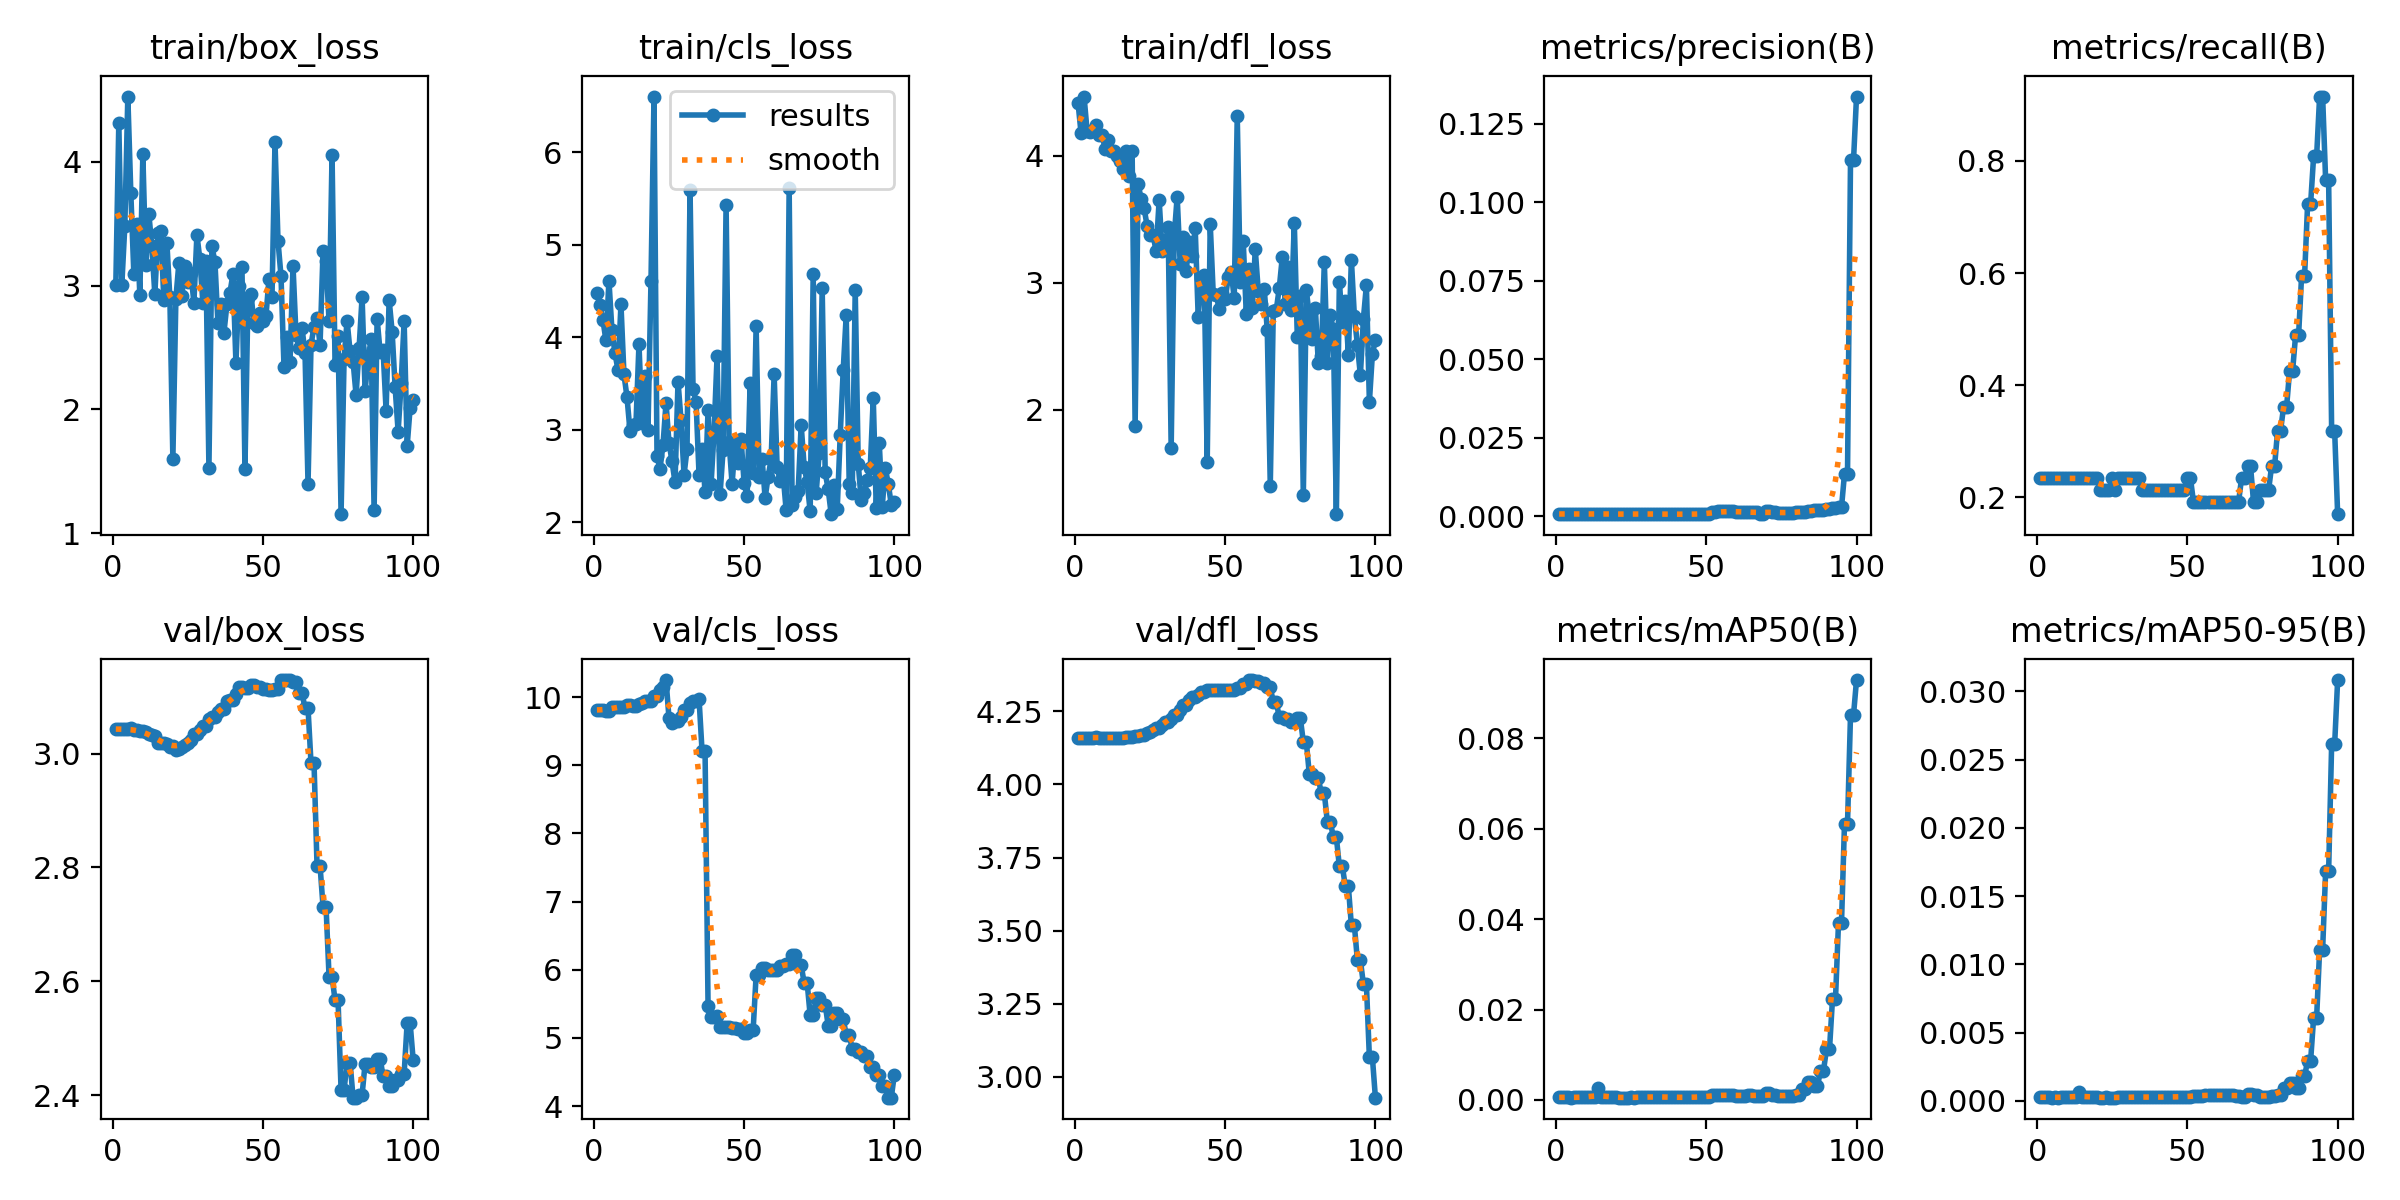 train/box_loss
4
3
2
1
0 50 100
train/cls_loss
results
smooth
6
5
4
3
2
0 50 100
train/dfl_loss
4
3
2
0 50 100
metrics/precision(B)
0.125
0.100
0.075
0.050
0.025
0.000
0 50 100
metrics/recall(B)
0.8
0.6
0.4
0.2
0 50 100
val/box_loss
3.0
2.8
2.6
2.4
0 50 100
val/cls_loss
10
9
8
7
6
5
4
0 50 100
val/dfl_loss
4.25
4.00
3.75
3.50
3.25
3.00
0 50 100
metrics/mAP50(B)
0.08
0.06
0.04
0.02
0.00
0 50 100
metrics/mAP50-95(B)
0.030
0.025
0.020
0.015
0.010
0.005
0.000
0 50 100